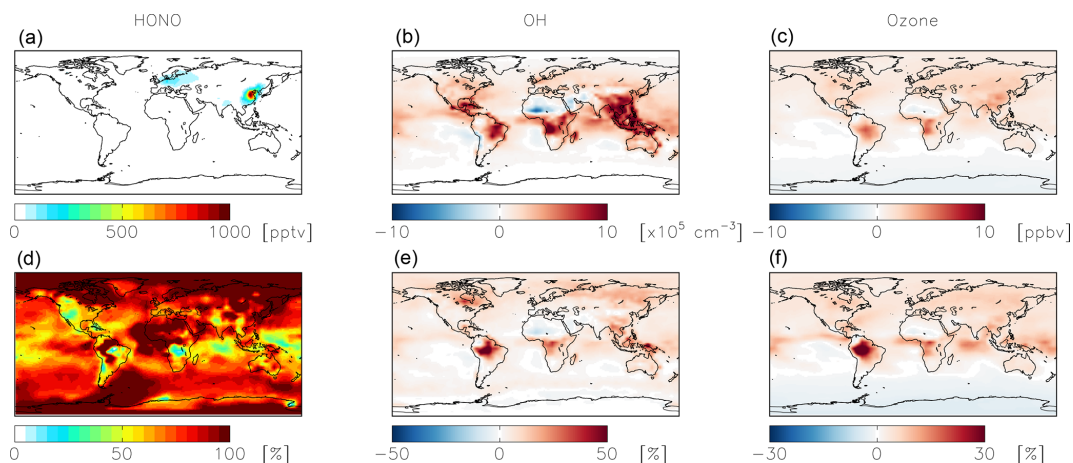 HONO OH Ozone
(a) (b) (c)
0 500 1000 [pptv] -10 0 10 [x10⁵ cm⁻³] -10 0 10 [ppbv]
(d) (e) (f)
0 50 100 [%] -50 0 50 [%] -30 0 30 [%]